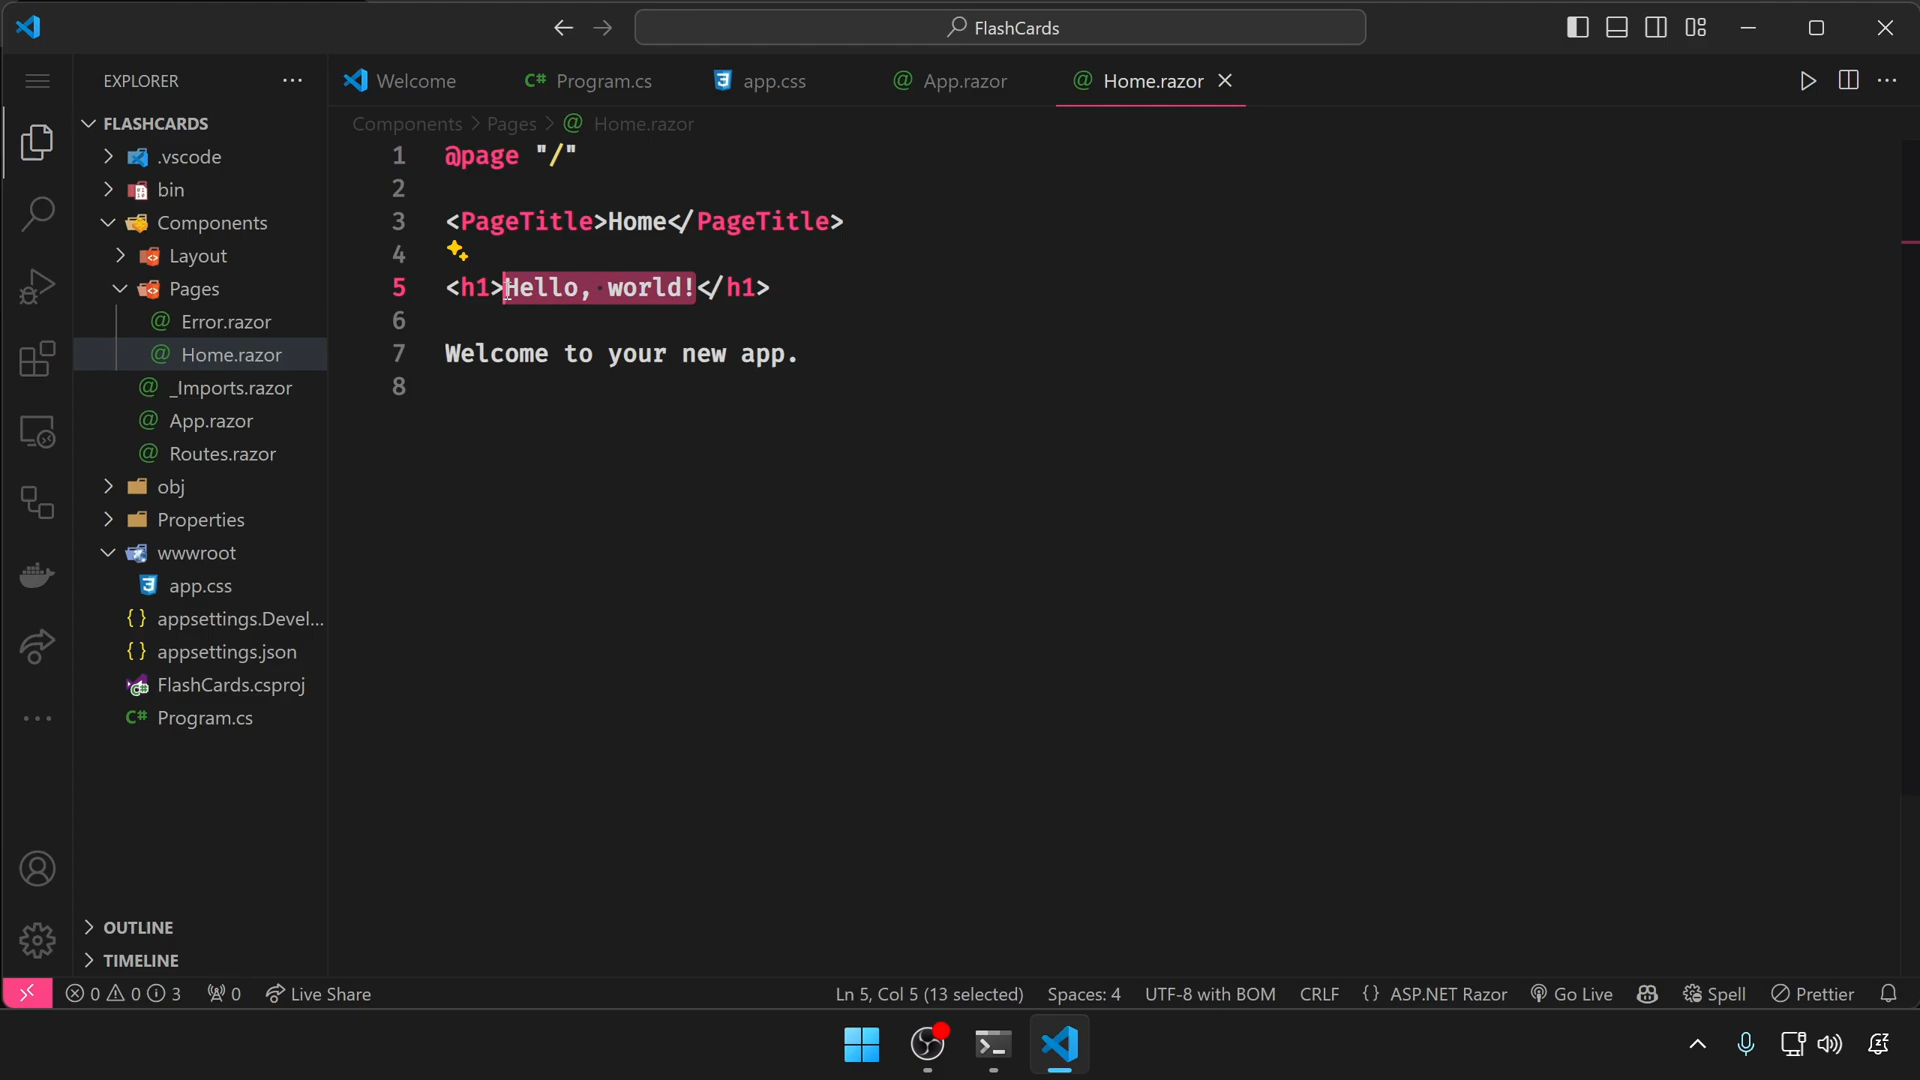 FlashCards
EXPLORER
Welcome
C# Program.cs
app.css
@ App.razor
@ Home.razor
FLASHCARDS
.vscode
bin
Components
Layout
Pages
@ Error.razor
@ Home.razor
@ _Imports.razor
@ App.razor
@ Routes.razor
obj
Properties
wwwroot
app.css
{ } appsettings.Devel...
{ } appsettings.json
FlashCards.csproj
C# Program.cs
OUTLINE
TIMELINE
Components > Pages > @ Home.razor
1 @page "/"
2
3 <PageTitle>Home</PageTitle>
4
5 <h1>Hello, world!</h1>
6
7 Welcome to your new app.
8
0 0 3 0 Live Share
Ln 5, Col 5 (13 selected) Spaces: 4 UTF-8 with BOM CRLF { } ASP.NET Razor Go Live Spell Prettier